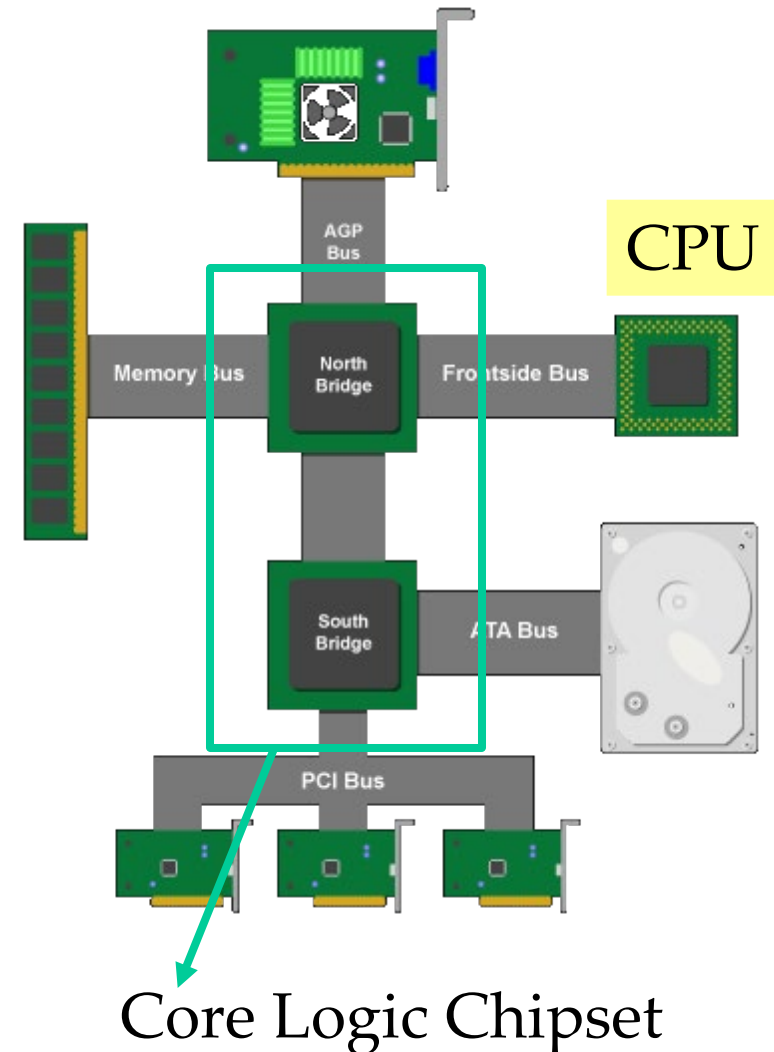 AGP
Bus
CPU
Memory Bus
North
Bridge
Frontside Bus
South
Bridge
ATA Bus
PCI Bus
Core Logic Chipset